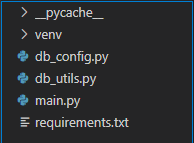 __pycache__
venv
db_config.py
db_utils.py
main.py
requirements.txt